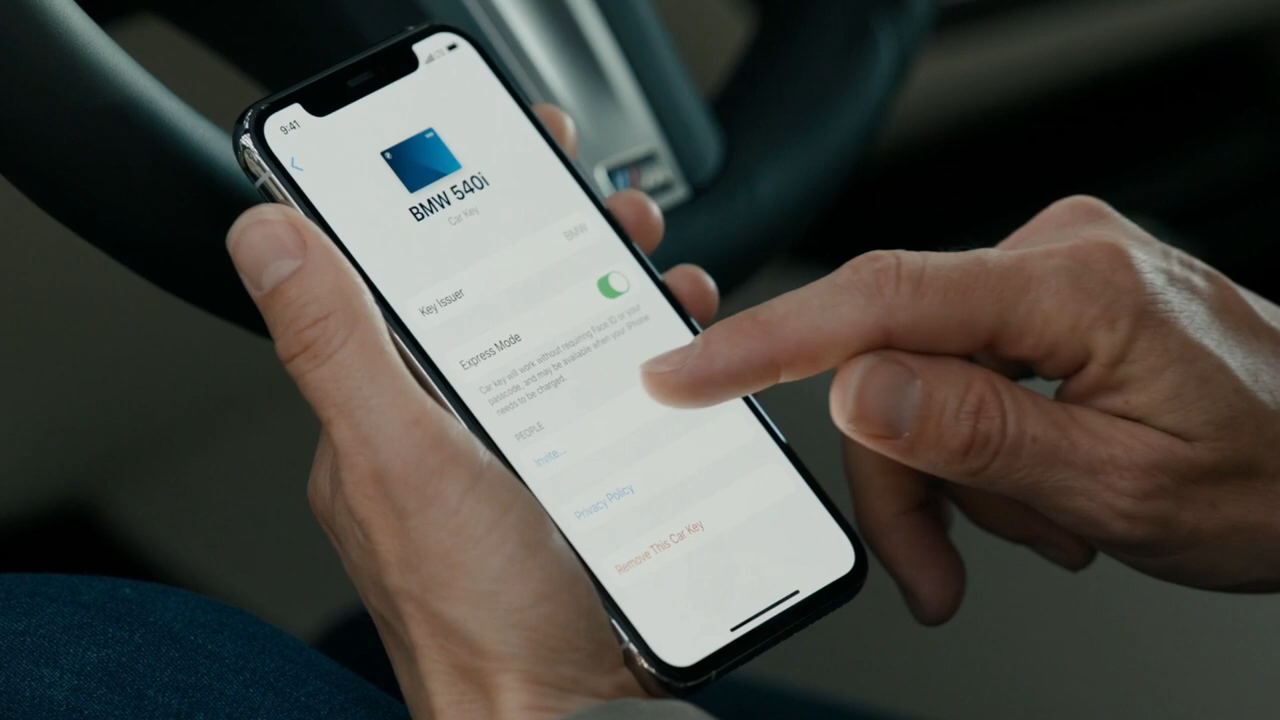 9:41
BMW 540i
Car Key
Key Issuer BMW
Express Mode
Car key will work without requiring Face ID or your
passcode, and may be available when your iPhone
needs to be charged.
PEOPLE
Invite...
Privacy Policy
Remove This Car Key